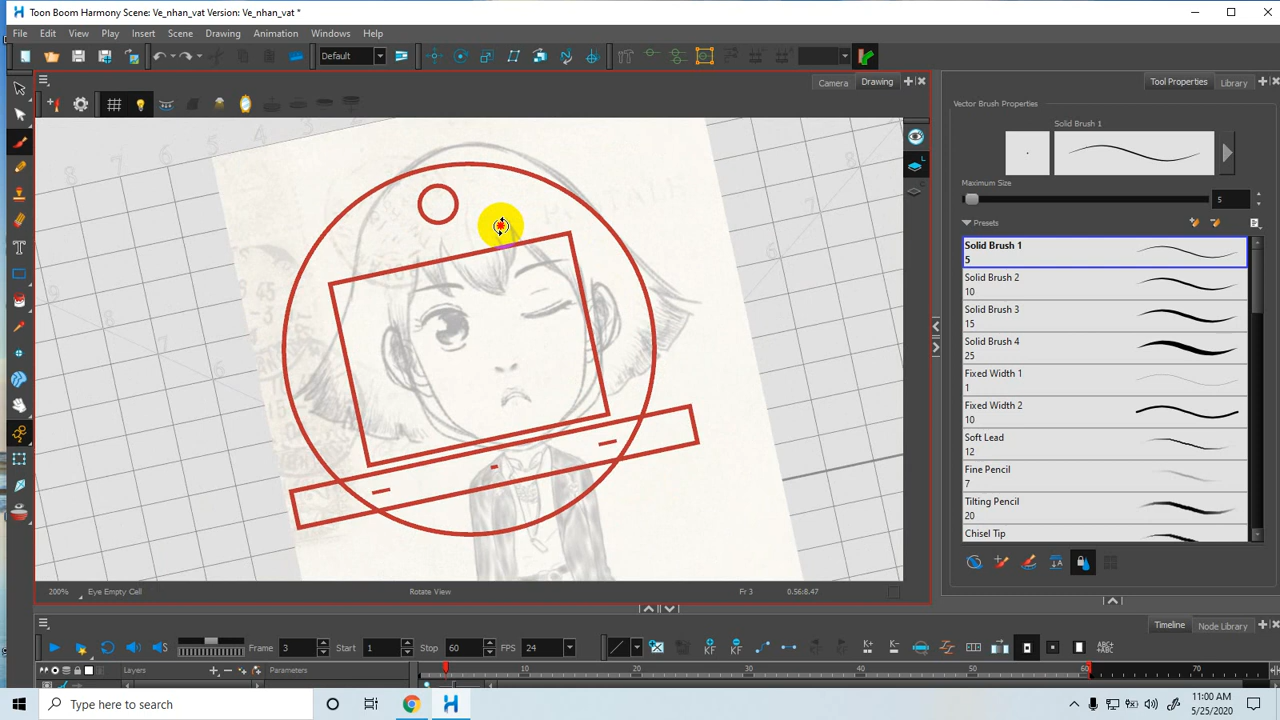 Toon Boom Harmony Scene: Ve_nhan_vat Version: Ve_nhan_vat *
File Edit View Play Insert Scene Drawing Animation Windows Help
Default
Camera Drawing
Tool Properties Library
Vector Brush Properties
Solid Brush 1
Maximum Size
5
Presets
Solid Brush 1
5
Solid Brush 2
10
Solid Brush 3
15
Solid Brush 4
25
Fixed Width 1
1
Fixed Width 2
10
Soft Lead
12
Fine Pencil
7
Tilting Pencil
20
Chisel Tip
200% Eye Empty Cell Rotate View Fr 3 0.56:8.47
Timeline Node Library
Frame 3 Start 1 Stop 60 FPS 24
KF KF K+ K- ABC+
Layers Parameters
10 20 30 40 50 60 70
Type here to search
11:00 AM
5/25/2020